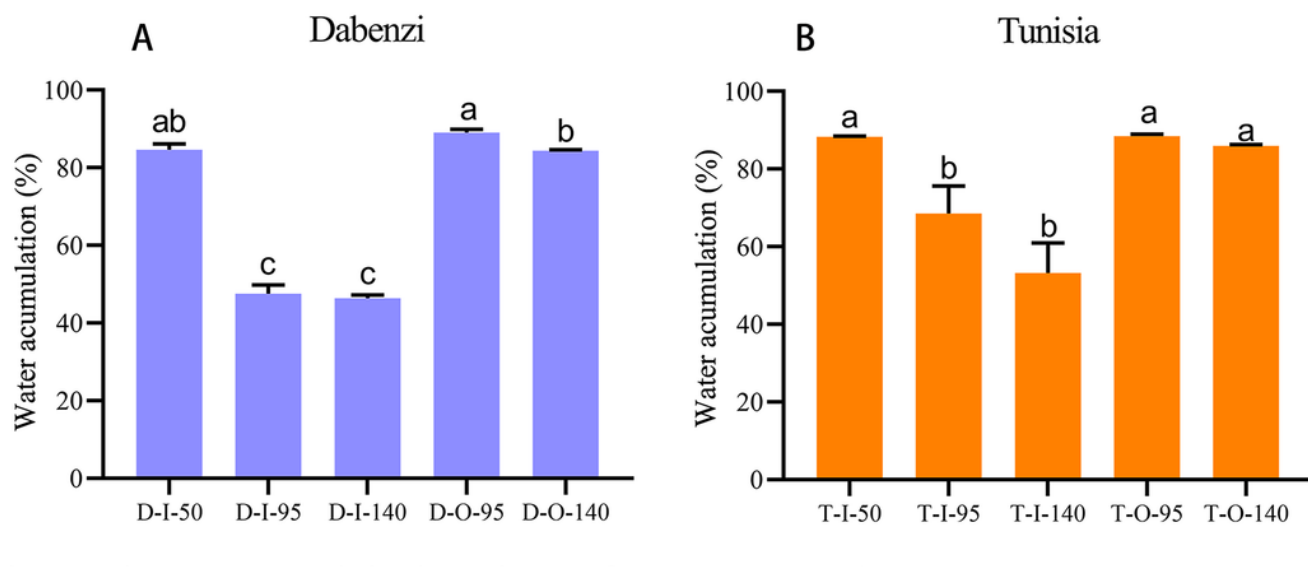 A
Dabenzi
Water acumulation (%)
100
80
60
40
20
0
ab
c
c
a
b
D-I-50 D-I-95 D-I-140 D-O-95 D-O-140
B
Tunisia
Water acumulation (%)
100
80
60
40
20
0
a
b
b
a
a
T-I-50 T-I-95 T-I-140 T-O-95 T-O-140